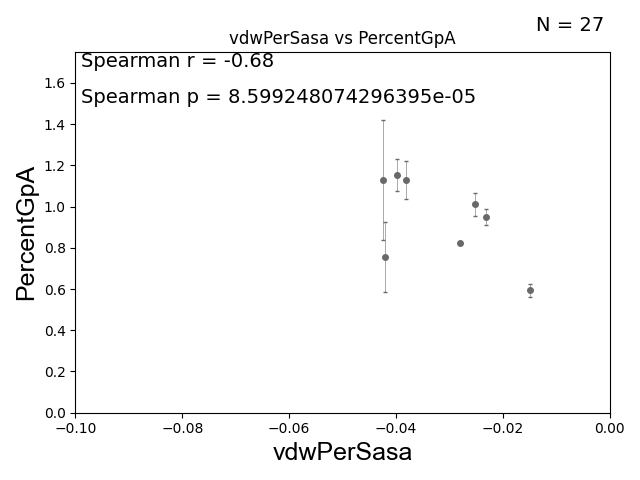 N = 27
vdwPerSasa vs PercentGpA
Spearman r = -0.68
Spearman p = 8.599248074296395e-05
PercentGpA
1.6
1.4
1.2
1.0
0.8
0.6
0.4
0.2
0.0
−0.10
−0.08
−0.06
−0.04
−0.02
0.00
vdwPerSasa